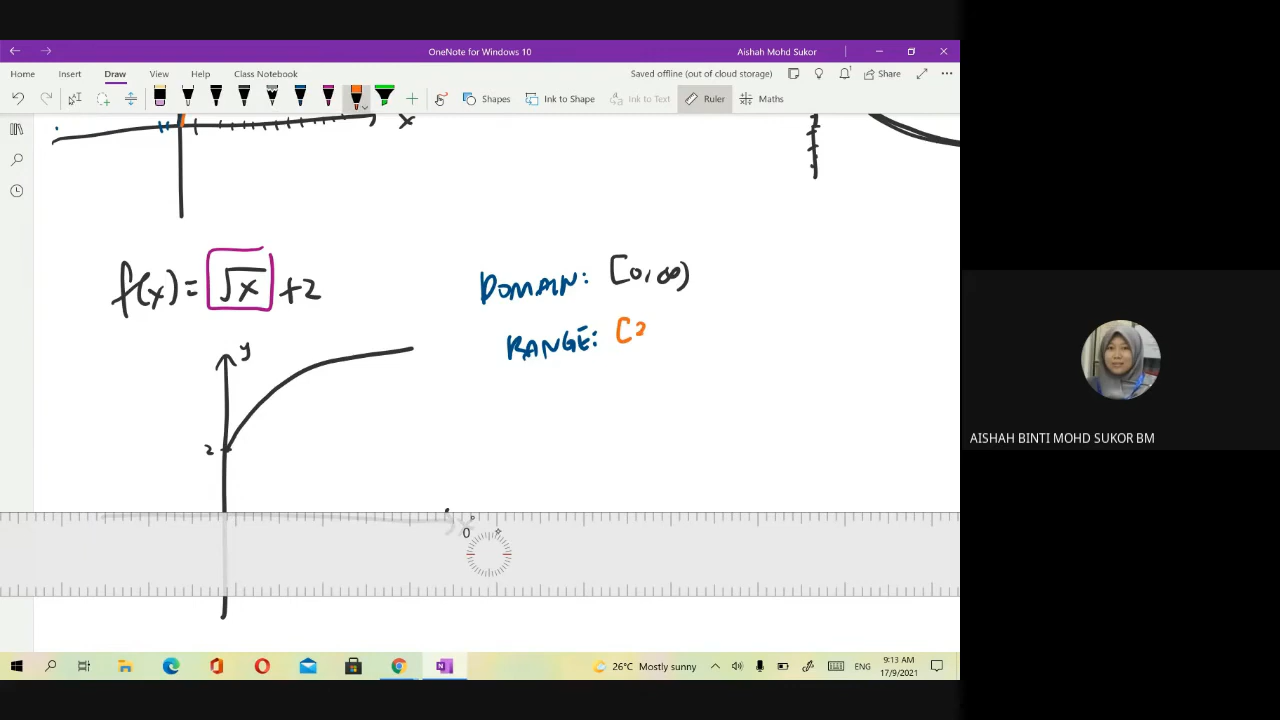 OneNote for Windows 10
Aishah Mohd Sukor
Home Insert Draw View Help Class Notebook
Saved offline (out of cloud storage)
Share
Shapes
Ink to Shape
Ink to Text
Ruler
Maths
x
f(x) = √x + 2
DOMAN: [0, ∞)
RANGE: [2
y
2
x
0°
AISHAH BINTI MOHD SUKOR BM
26°C Mostly sunny
ENG
9:13 AM
17/9/2021